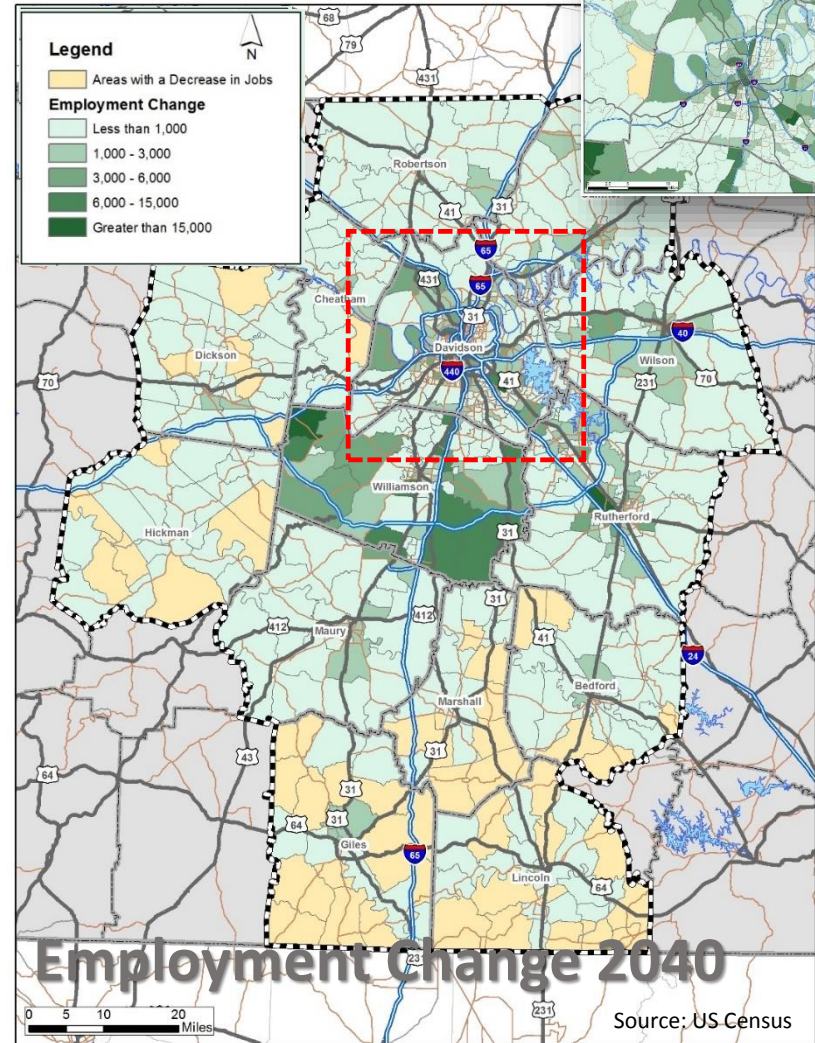 Legend
N
Areas with a Decrease in Jobs
Employment Change
Less than 1,000
1,000 - 3,000
3,000 - 6,000
6,000 - 15,000
Greater than 15,000
68
79
431
Robertson
41
31
65
431
65
Cheatham
31
40
Dickson
Davidson
Wilson
70
440
41
231
70
Williamson
Rutherford
31
Hickman
31
412
412
Maury
41
24
Bedford
Marshall
43
31
64
31
64
31
Giles
65
Lincoln
64
Employment Change 2040
231
231
0 5 10 20
Miles
Source: US Census